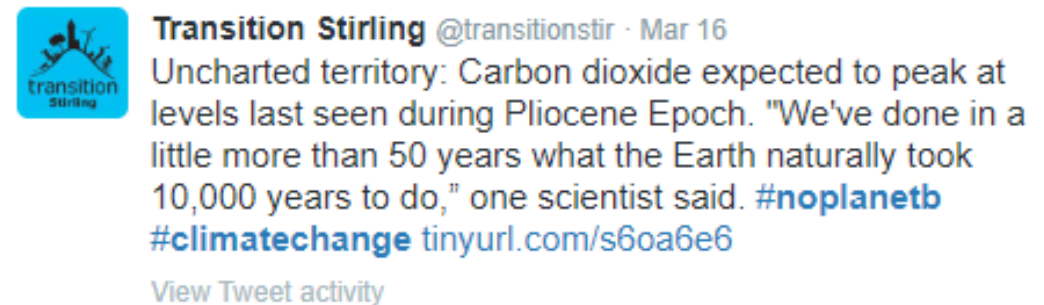 transition
Stirling
Transition Stirling @transitionstir · Mar 16
Uncharted territory: Carbon dioxide expected to peak at
levels last seen during Pliocene Epoch. "We've done in a
little more than 50 years what the Earth naturally took
10,000 years to do,” one scientist said. #noplanetb
#climatechange tinyurl.com/s6oa6e6
View Tweet activity